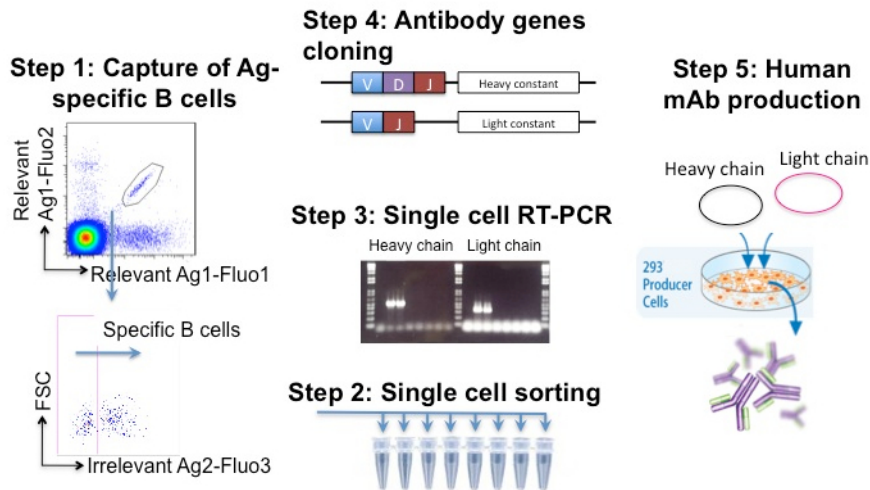 Step 1: Capture of Ag-
specific B cells
Relevant
Ag1-Fluo2
Relevant Ag1-Fluo1
Specific B cells
FSC
Irrelevant Ag2-Fluo3
Step 2: Single cell sorting
Step 3: Single cell RT-PCR
Heavy chain Light chain
Step 4: Antibody genes
cloning
V D J Heavy constant
V J Light constant
Step 5: Human
mAb production
Heavy chain
Light chain
293
Producer
Cells